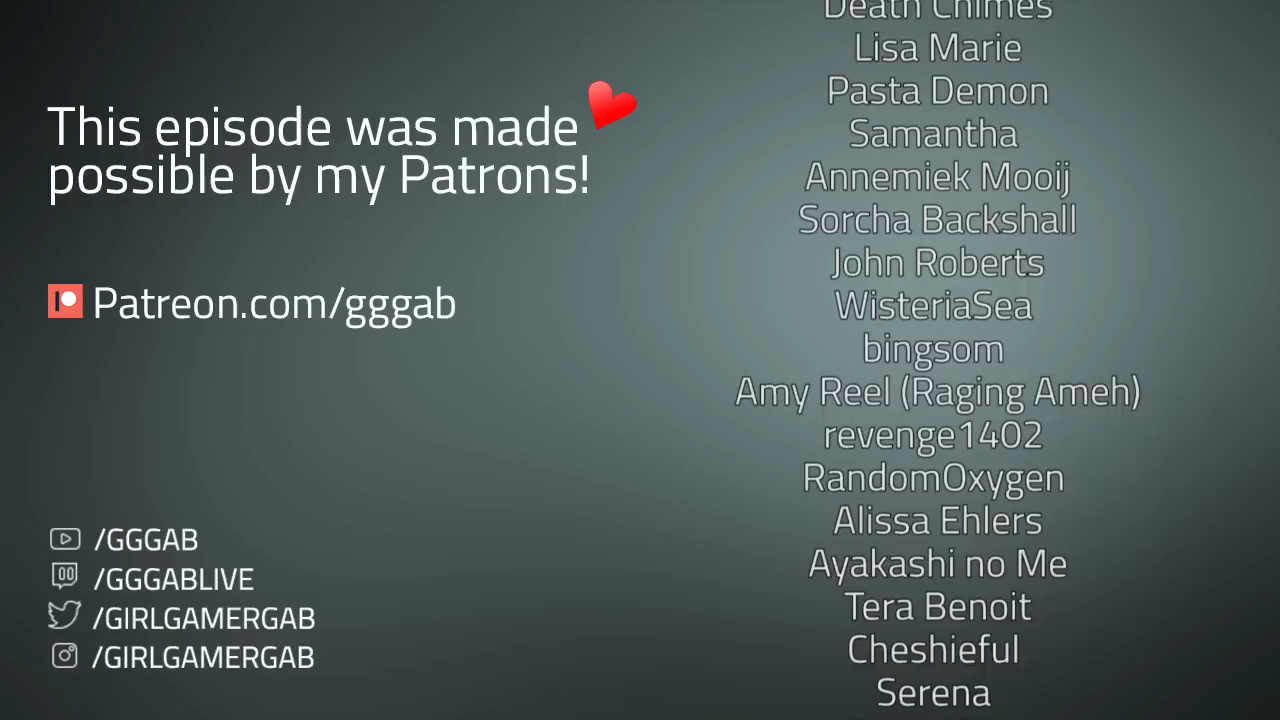 This episode was made
possible by my Patrons!
Patreon.com/gggab
/GGGAB
/GGGABLIVE
/GIRLGAMERGAB
/GIRLGAMERGAB
Death Chimes
Lisa Marie
Pasta Demon
Samantha
Annemiek Mooij
Sorcha Backshall
John Roberts
WisteriaSea
bingsom
Amy Reel (Raging Ameh)
revenge1402
RandomOxygen
Alissa Ehlers
Ayakashi no Me
Tera Benoit
Cheshieful
Serena